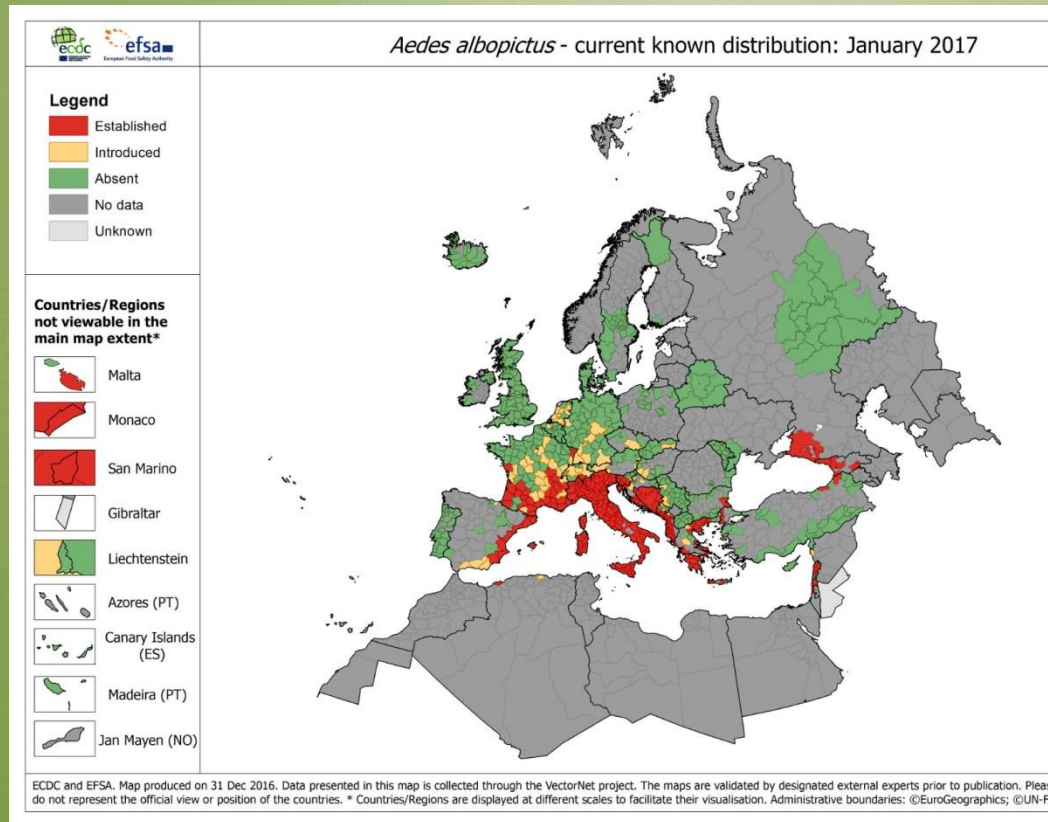 ecdc
efsa
European Food Safety Authority
Aedes albopictus - current known distribution: January 2017
Legend
Established
Introduced
Absent
No data
Unknown
Countries/Regions
not viewable in the
main map extent*
Malta
Monaco
San Marino
Gibraltar
Liechtenstein
Azores (PT)
Canary Islands
(ES)
Madeira (PT)
Jan Mayen (NO)
ECDC and EFSA. Map produced on 31 Dec 2016. Data presented in this map is collected through the VectorNet project. The maps are validated by designated external experts prior to publication. Pleas
do not represent the official view or position of the countries. * Countries/Regions are displayed at different scales to facilitate their visualisation. Administrative boundaries: ©EuroGeographics; ©UN-F